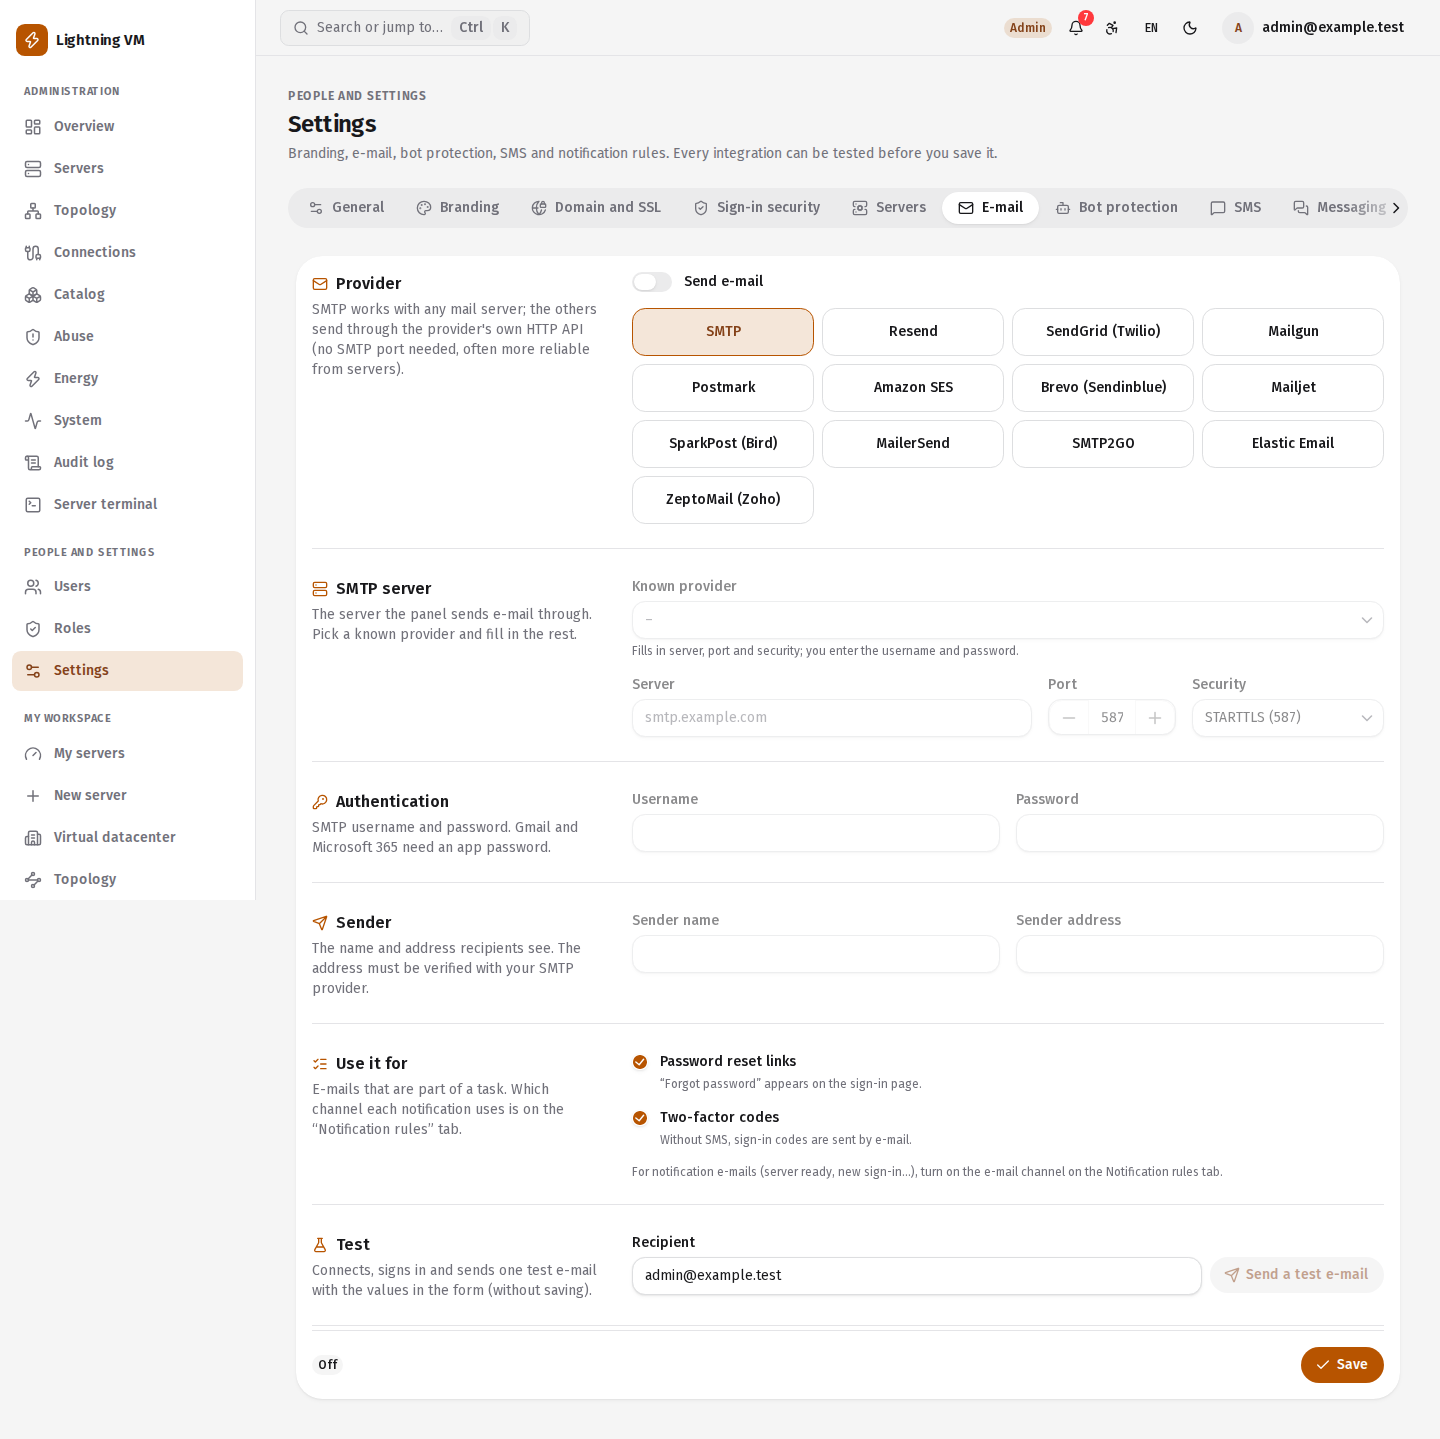 Lightning VM
ADMINISTRATION
Overview
Servers
Topology
Connections
Catalog
Abuse
Energy
System
Audit log
Server terminal
PEOPLE AND SETTINGS
Users
Roles
Settings
MY WORKSPACE
My servers
New server
Virtual datacenter
Topology
Search or jump to... Ctrl K
Admin
7
EN
A
admin@example.test
PEOPLE AND SETTINGS
Settings
Branding, e-mail, bot protection, SMS and notification rules. Every integration can be tested before you save it.
General
Branding
Domain and SSL
Sign-in security
Servers
E-mail
Bot protection
SMS
Messaging
Provider
SMTP works with any mail server; the others
send through the provider's own HTTP API
(no SMTP port needed, often more reliable
from servers).
Send e-mail
SMTP
Resend
SendGrid (Twilio)
Mailgun
Postmark
Amazon SES
Brevo (Sendinblue)
Mailjet
SparkPost (Bird)
MailerSend
SMTP2GO
Elastic Email
ZeptoMail (Zoho)
SMTP server
The server the panel sends e-mail through.
Pick a known provider and fill in the rest.
Known provider
–
Fills in server, port and security; you enter the username and password.
Server
smtp.example.com
Port
587
Security
STARTTLS (587)
Authentication
SMTP username and password. Gmail and
Microsoft 365 need an app password.
Username
Password
Sender
The name and address recipients see. The
address must be verified with your SMTP
provider.
Sender name
Sender address
Use it for
E-mails that are part of a task. Which
channel each notification uses is on the
“Notification rules” tab.
Password reset links
“Forgot password” appears on the sign-in page.
Two-factor codes
Without SMS, sign-in codes are sent by e-mail.
For notification e-mails (server ready, new sign-in...), turn on the e-mail channel on the Notification rules tab.
Test
Connects, signs in and sends one test e-mail
with the values in the form (without saving).
Recipient
admin@example.test
Send a test e-mail
Off
Save